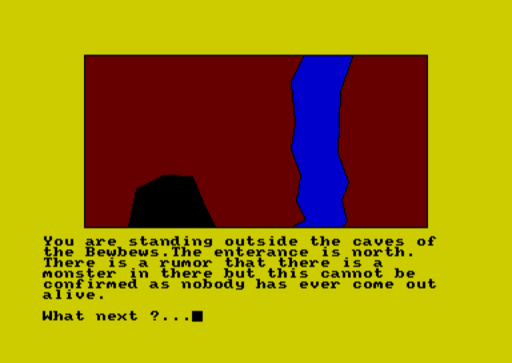 You are standing outside the caves of
the Bewbews.The enterance is north.
There is a rumor that there is a
monster in there but this cannot be
confirmed as nobody has ever come out
alive.
What next ?...